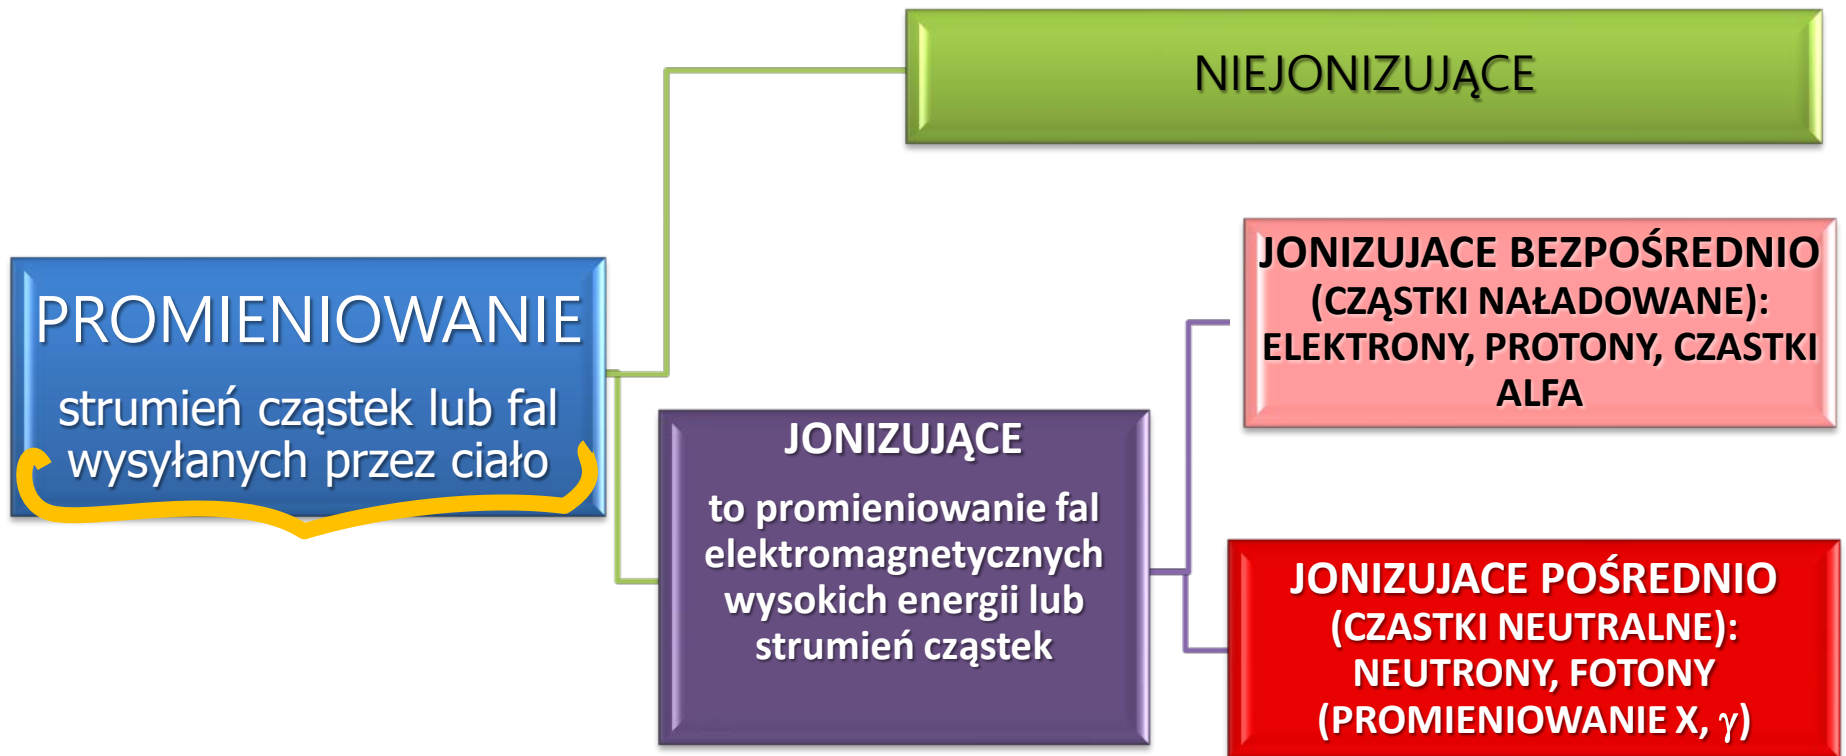 NIEJONIZUJĄCE
PROMIENIOWANIE
strumień cząstek lub fal
wysyłanych przez ciało
JONIZUJĄCE
to promieniowanie fal
elektromagnetycznych
wysokich energii lub
strumień cząstek
JONIZUJACE BEZPOŚREDNIO
(CZĄSTKI NAŁADOWANE):
ELEKTRONY, PROTONY, CZASTKI
ALFA
JONIZUJACE POŚREDNIO
(CZASTKI NEUTRALNE):
NEUTRONY, FOTONY
(PROMIENIOWANIE X, γ)